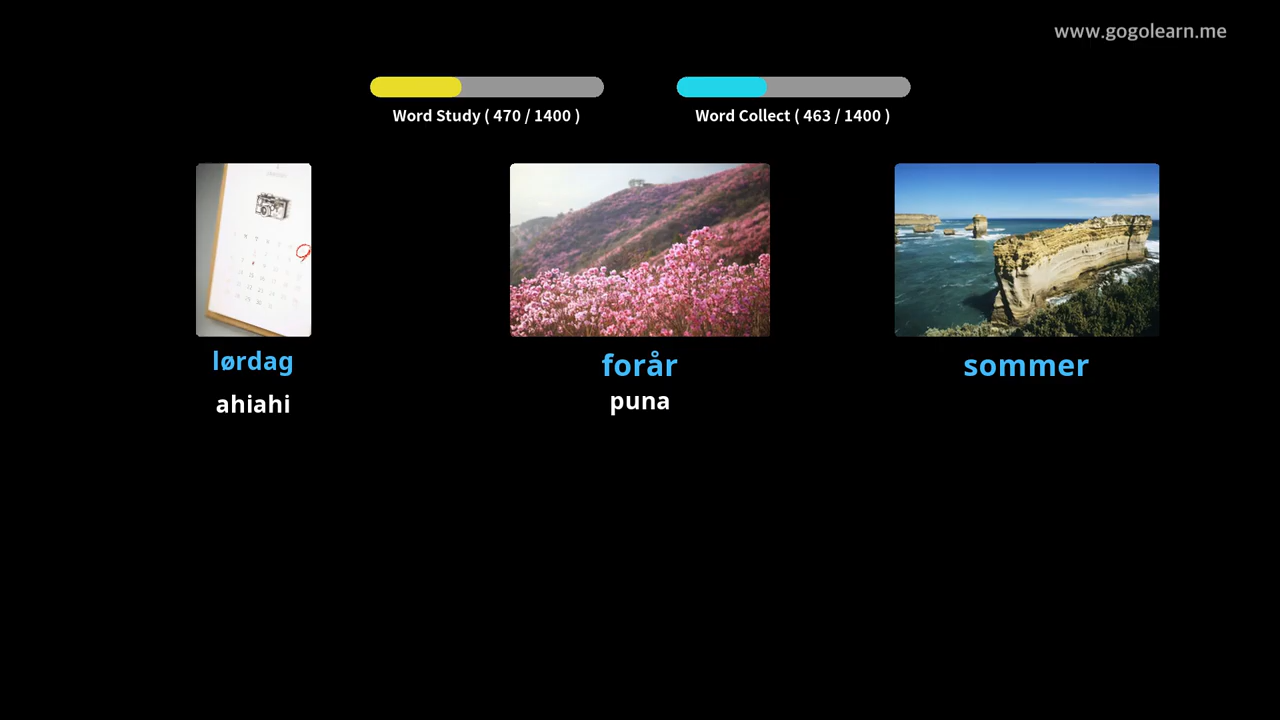 www.gogolearn.me
Word Study ( 470 / 1400 )
Word Collect ( 463 / 1400 )
lørdag
ahiahi
forår
puna
sommer